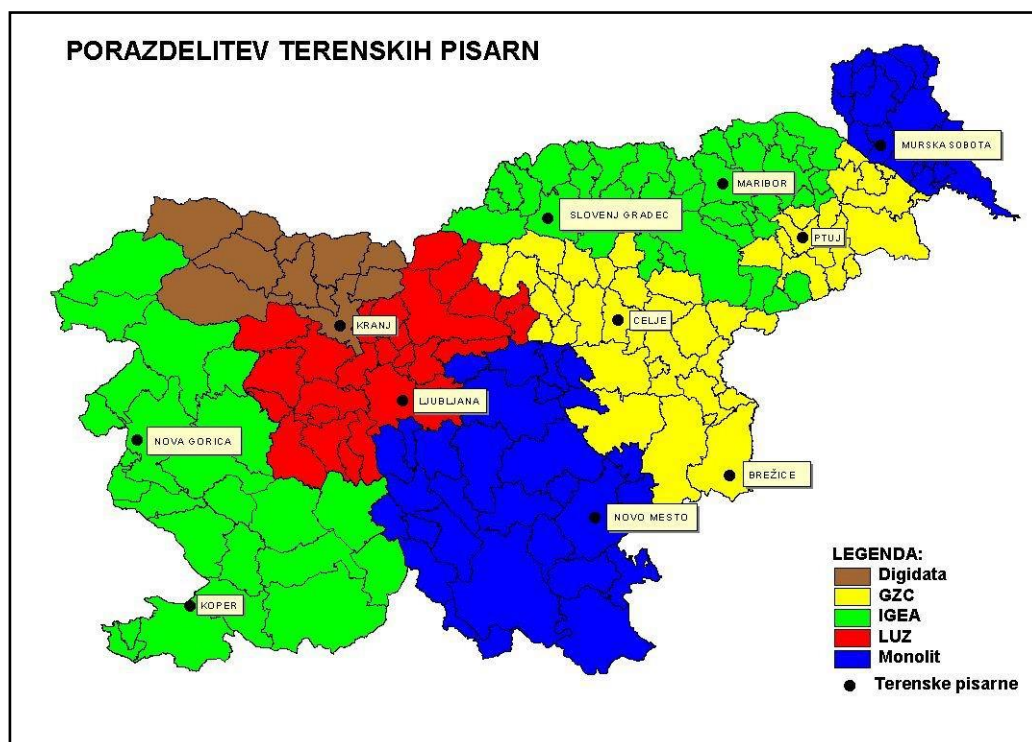 PORAZDELITEV TERENSKIH PISARN
MURSKA SOBOTA
MARIBOR
SLOVENJ GRADEC
PTUJ
CELJE
KRANJ
LJUBLJANA
NOVA GORICA
BREŽICE
NOVO MESTO
KOPER
LEGENDA:
Digidata
GZC
IGEA
LUZ
Monolit
Terenske pisarne